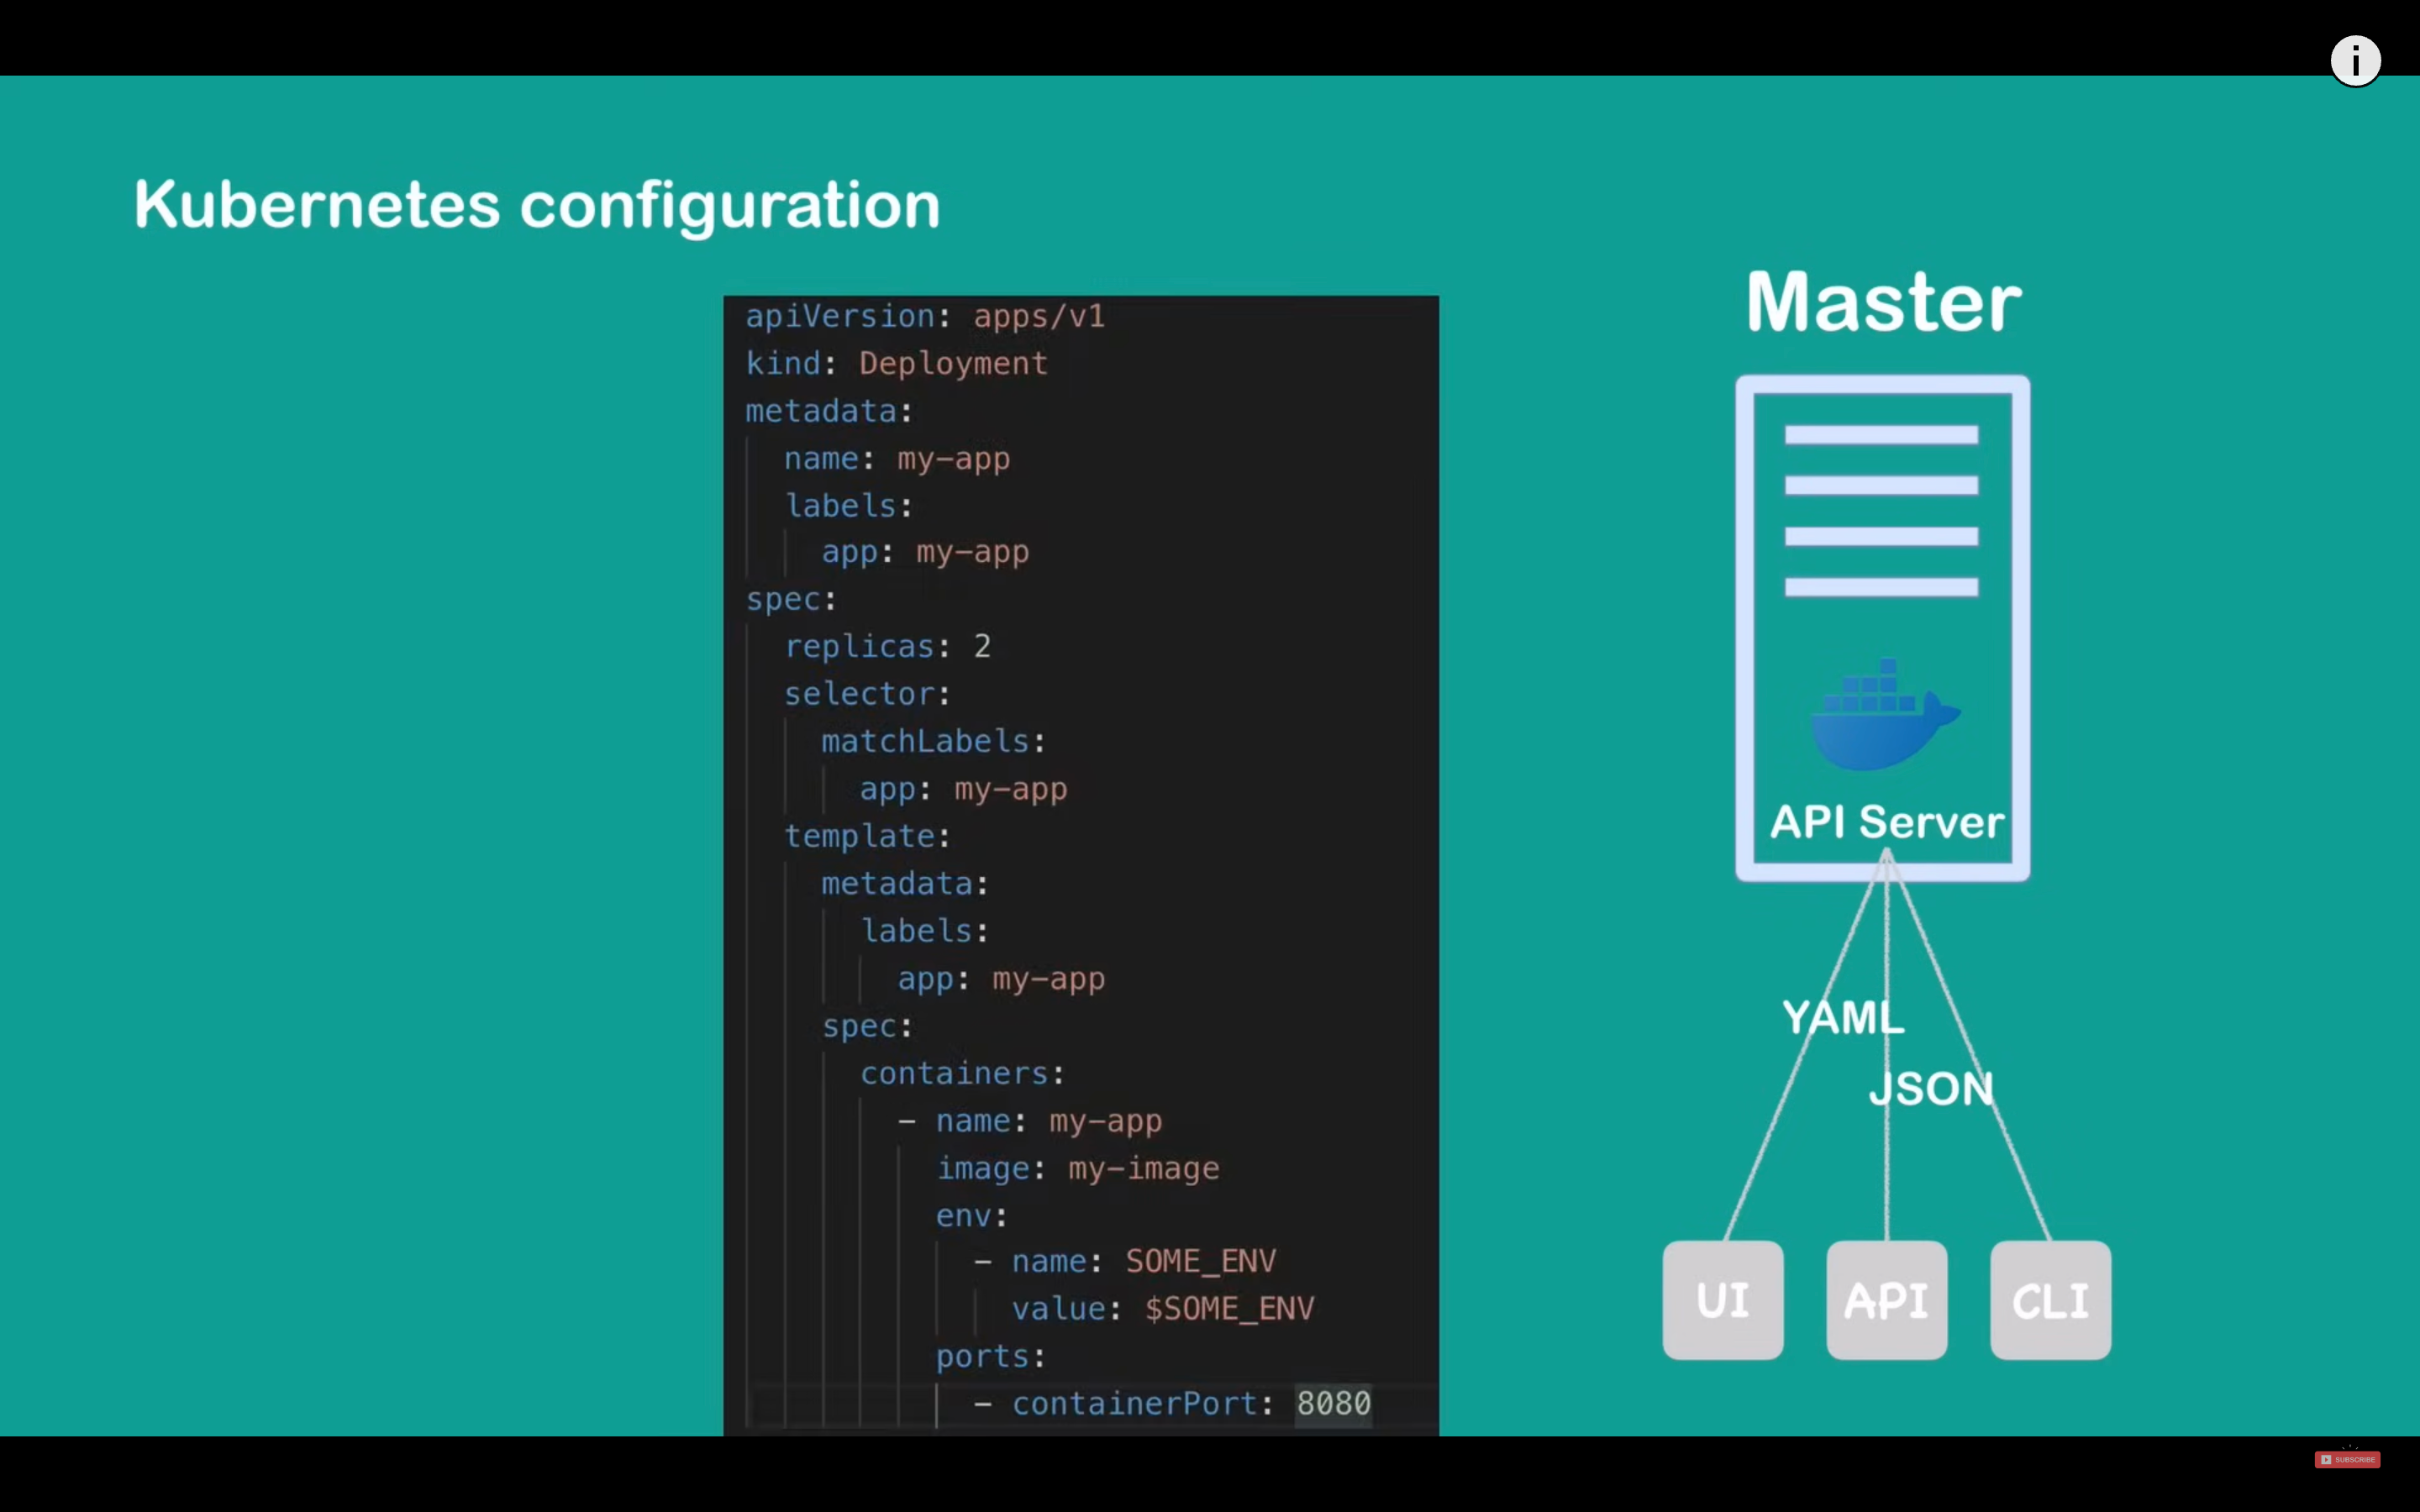 Kubernetes configuration
apiVersion: apps/v1
kind: Deployment
metadata:
  name: my-app
  labels:
    app: my-app
spec:
  replicas: 2
  selector:
    matchLabels:
      app: my-app
  template:
    metadata:
      labels:
        app: my-app
    spec:
      containers:
        - name: my-app
          image: my-image
          env:
            - name: SOME_ENV
              value: $SOME_ENV
          ports:
            - containerPort: 8080
Master
API Server
YAML
JSON
UI
API
CLI
i
SUBSCRIBE